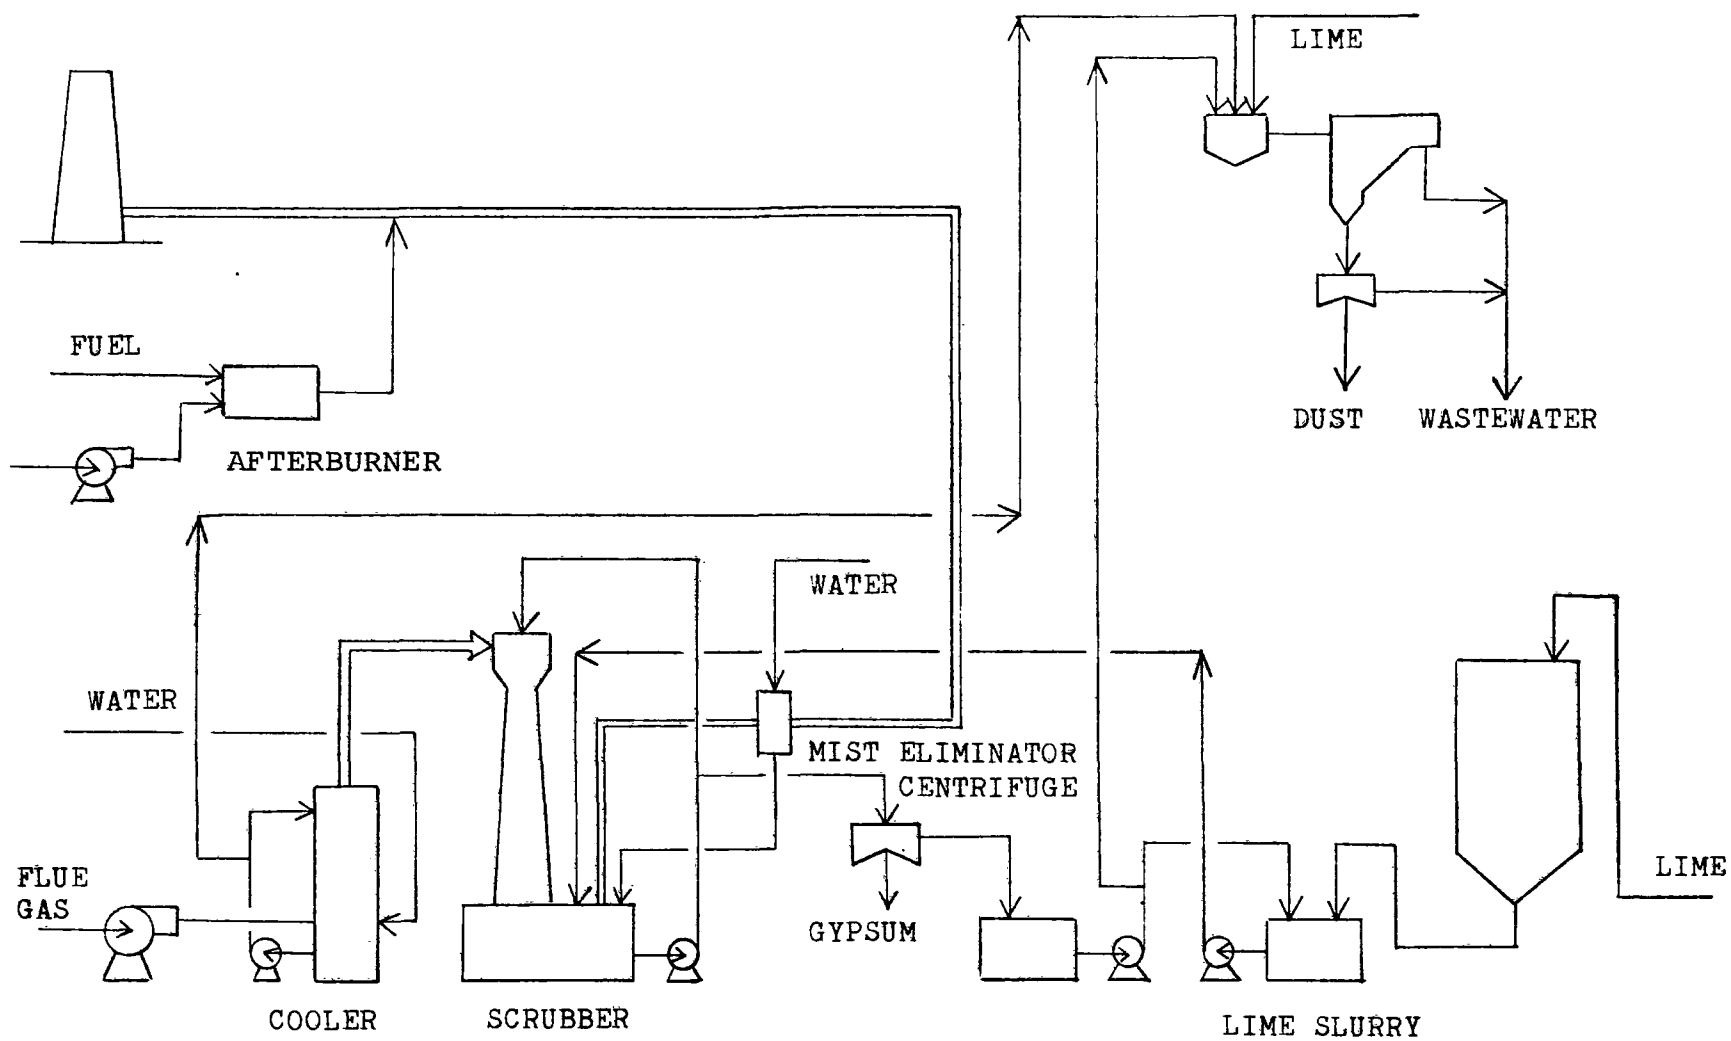 LIME
FUEL
AFTERBURNER
DUST
WASTEWATER
WATER
WATER
MIST ELIMINATOR
CENTRIFUGE
FLUE
GAS
GYPSUM
LIME
COOLER
SCRUBBER
LIME SLURRY